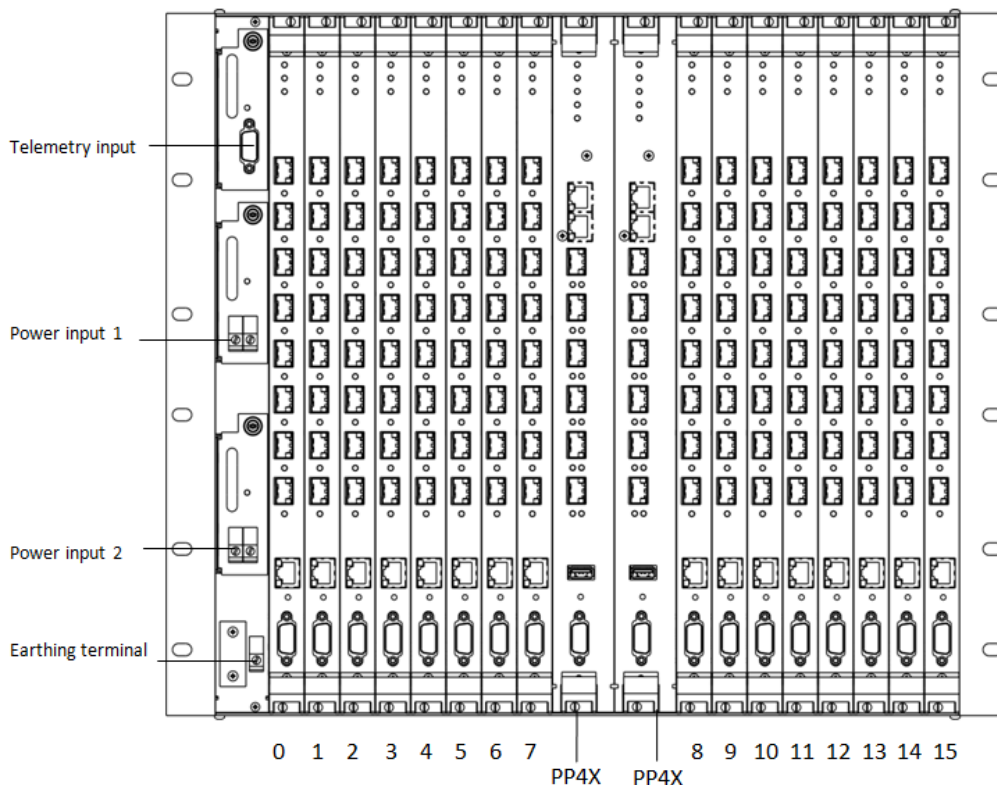 Telemetry input
Power input 1
Power input 2
Earthing terminal
0 1 2 3 4 5 6 7 8 9 10 11 12 13 14 15
PP4X PP4X